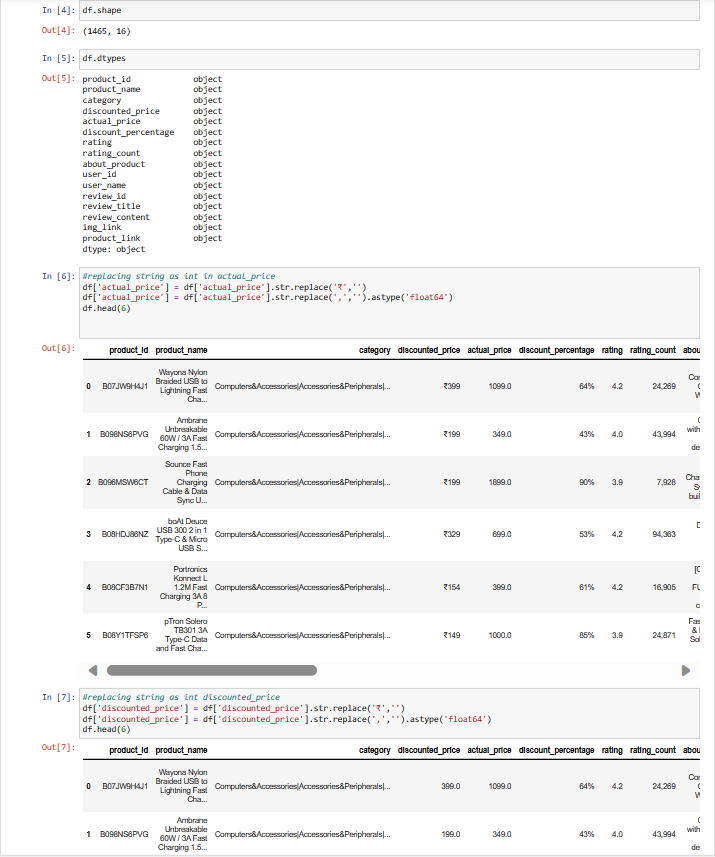 In [4]: df.shape
Out[4]: (1465, 16)
In [5]: df.dtypes
Out[5]: product_id object
product_name object
category object
discounted_price object
actual_price object
discount_percentage object
rating object
rating_count object
about_product object
user_id object
user_name object
review_id object
review_title object
review_content object
img_link object
product_link object
dtype: object
In [6]: #replacing string as int in actual_price
df['actual_price'] = df['actual_price'].str.replace('₹','')
df['actual_price'] = df['actual_price'].str.replace(',','').astype('float64')
df.head(6)
Out[6]: product_id product_name category discounted_price actual_price discount_percentage rating rating_count abou
Wayona Nylon
Braided USB to
Lightning Fast
Cha...
0 B07JW9H4J1 Computers&Accessories|Accessories&Peripherals|... ₹399 1099.0 64% 4.2 24,269
Ambrane
Unbreakable
60W / 3A Fast
Charging 1.5...
1 B098NS6PVG Computers&Accessories|Accessories&Peripherals|... ₹199 349.0 43% 4.0 43,994 with
de
Sounce Fast
Phone
Charging
Cable & Data
Sync U...
2 B096MSW6CT Computers&Accessories|Accessories&Peripherals|... ₹199 1899.0 90% 3.9 7,928 Cha
S
buil
boAt Deuce
USB 300 2 in 1
Type-C & Micro
USB S...
3 B08HDJ86NZ Computers&Accessories|Accessories&Peripherals|... ₹329 699.0 53% 4.2 94,363
Portronics
Konnect L
1.2M Fast
Charging 3A 8
P...
4 B08CF3B7N1 Computers&Accessories|Accessories&Peripherals|... ₹154 399.0 61% 4.2 16,905
pTron Solero
TB301 3A
Type-C Data
and Fast Cha...
5 B08Y1TFSP6 Computers&Accessories|Accessories&Peripherals|... ₹149 1000.0 85% 3.9 24,871 Fas
& I
Sol
In [7]: #replacing string as int discounted_price
df['discounted_price'] = df['discounted_price'].str.replace('₹','')
df['discounted_price'] = df['discounted_price'].str.replace(',','').astype('float64')
df.head(6)
Out[7]: product_id product_name category discounted_price actual_price discount_percentage rating rating_count abou
Wayona Nylon
Braided USB to
Lightning Fast
Cha...
0 B07JW9H4J1 Computers&Accessories|Accessories&Peripherals|... 399.0 1099.0 64% 4.2 24,269
Ambrane
Unbreakable
60W / 3A Fast
Charging 1.5...
1 B098NS6PVG Computers&Accessories|Accessories&Peripherals|... 199.0 349.0 43% 4.0 43,994 with
de